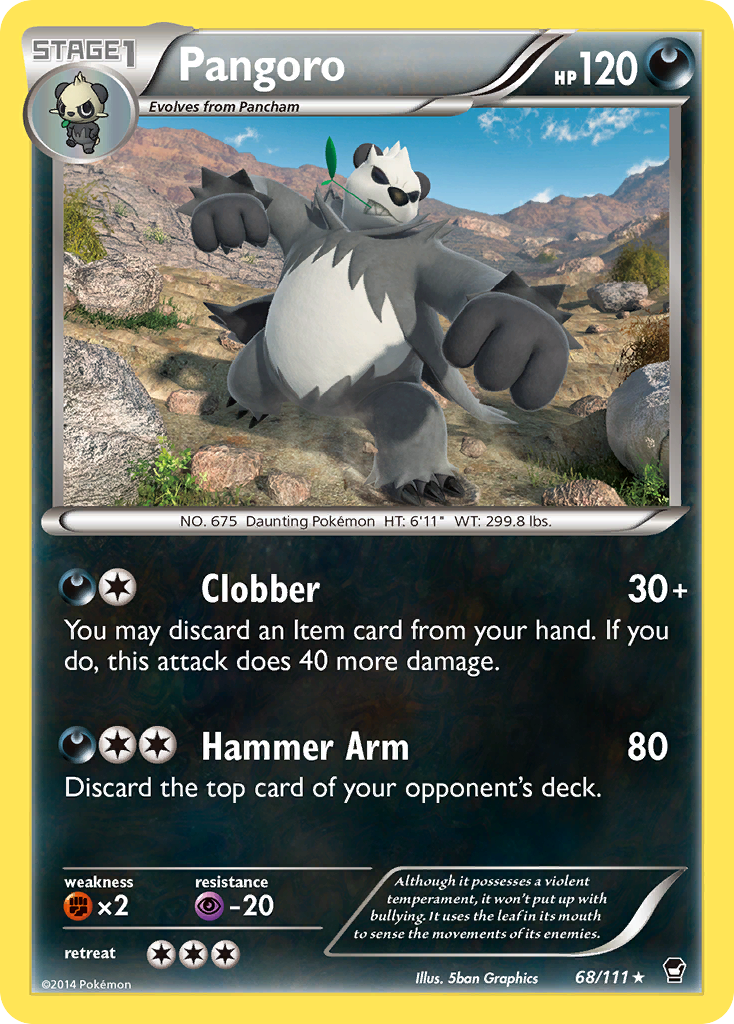 STAGE1
Pangoro
HP120
Evolves from Pancham
NO. 675 Daunting Pokémon HT: 6'11" WT: 299.8 lbs.
Clobber 30+
You may discard an Item card from your hand. If you
do, this attack does 40 more damage.
Hammer Arm 80
Discard the top card of your opponent's deck.
weakness
×2
resistance
-20
retreat
Although it possesses a violent
temperament, it won't put up with
bullying. It uses the leaf in its mouth
to sense the movements of its enemies.
©2014 Pokémon
Illus. 5ban Graphics
68/111 ★